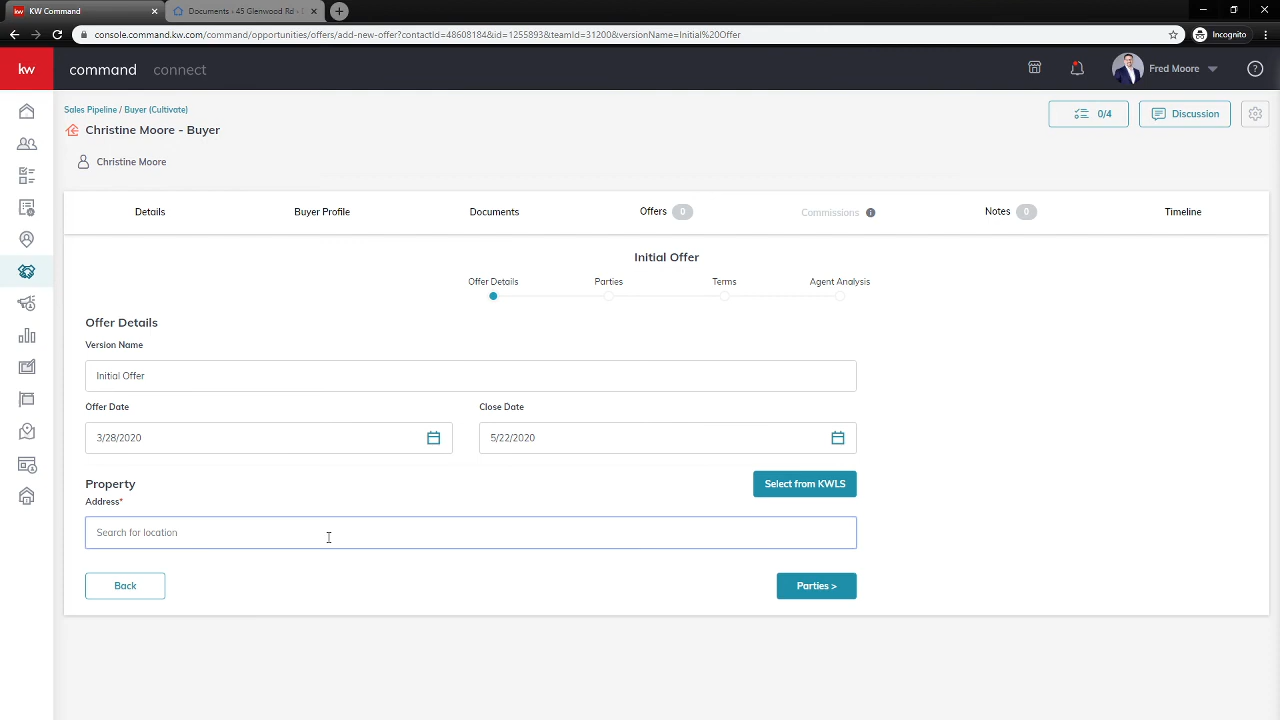 KW Command
Documents - 45 Glenwood Rd -
console.command.kw.com/command/opportunities/offers/add-new-offer?contactId=48608184&id=1255893&teamId=31200&versionName=Initial%20Offer
Incognito
kw
command connect
Fred Moore
Sales Pipeline / Buyer (Cultivate)
Christine Moore - Buyer
0/4
Discussion
Christine Moore
Details
Buyer Profile
Documents
Offers 0
Commissions
Notes 0
Timeline
Initial Offer
Offer Details
Parties
Terms
Agent Analysis
Offer Details
Version Name
Initial Offer
Offer Date
Close Date
3/28/2020
5/22/2020
Property
Select from KWLS
Address*
Search for location
Back
Parties >